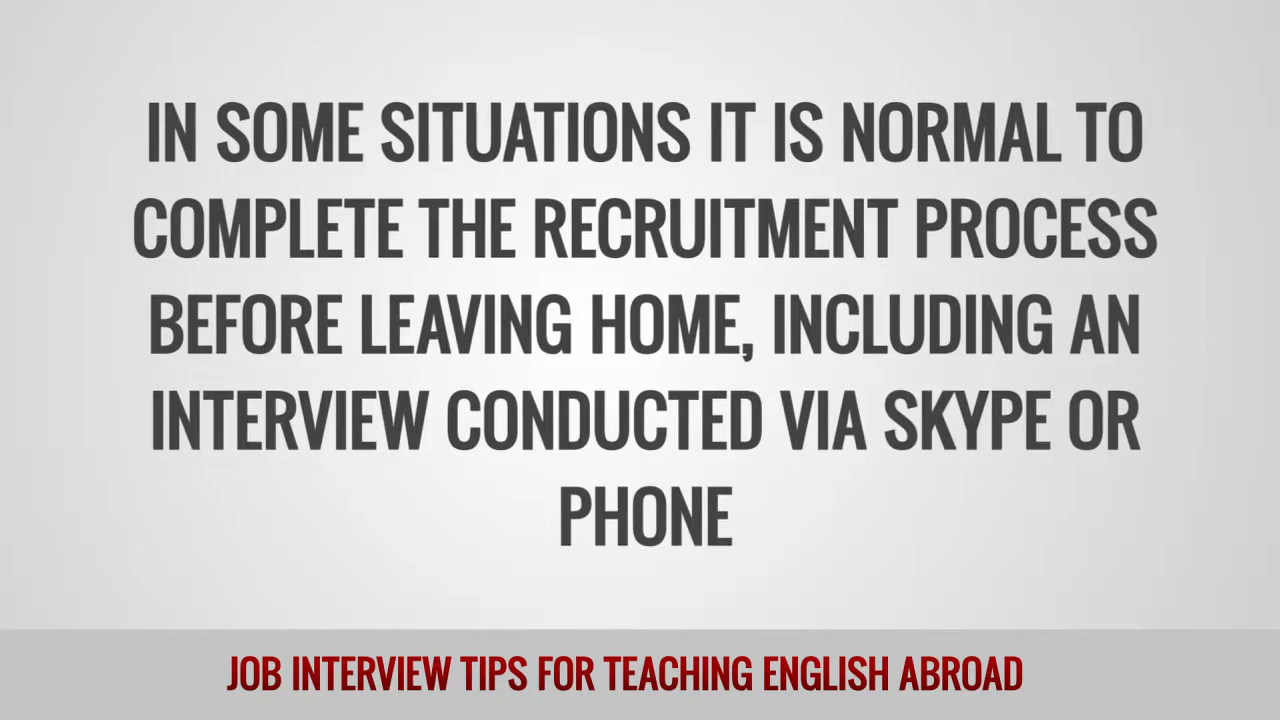 IN SOME SITUATIONS IT IS NORMAL TO
COMPLETE THE RECRUITMENT PROCESS
BEFORE LEAVING HOME, INCLUDING AN
INTERVIEW CONDUCTED VIA SKYPE OR
PHONE
JOB INTERVIEW TIPS FOR TEACHING ENGLISH ABROAD